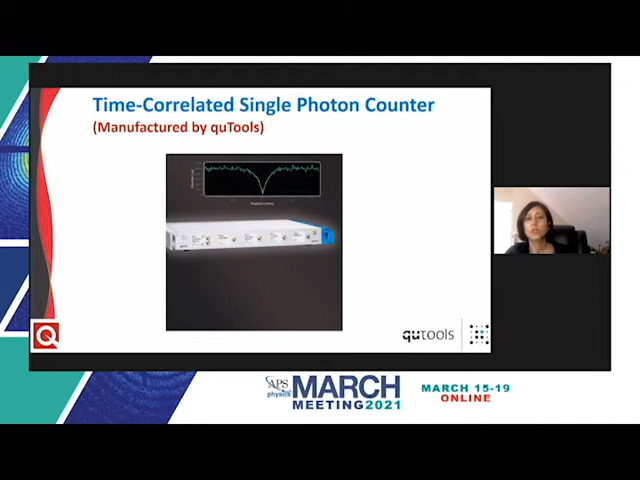 Time-Correlated Single Photon Counter
(Manufactured by quTools)
Q
qutools
APS
physics
MARCH
MEETING2021
MARCH 15-19
ONLINE